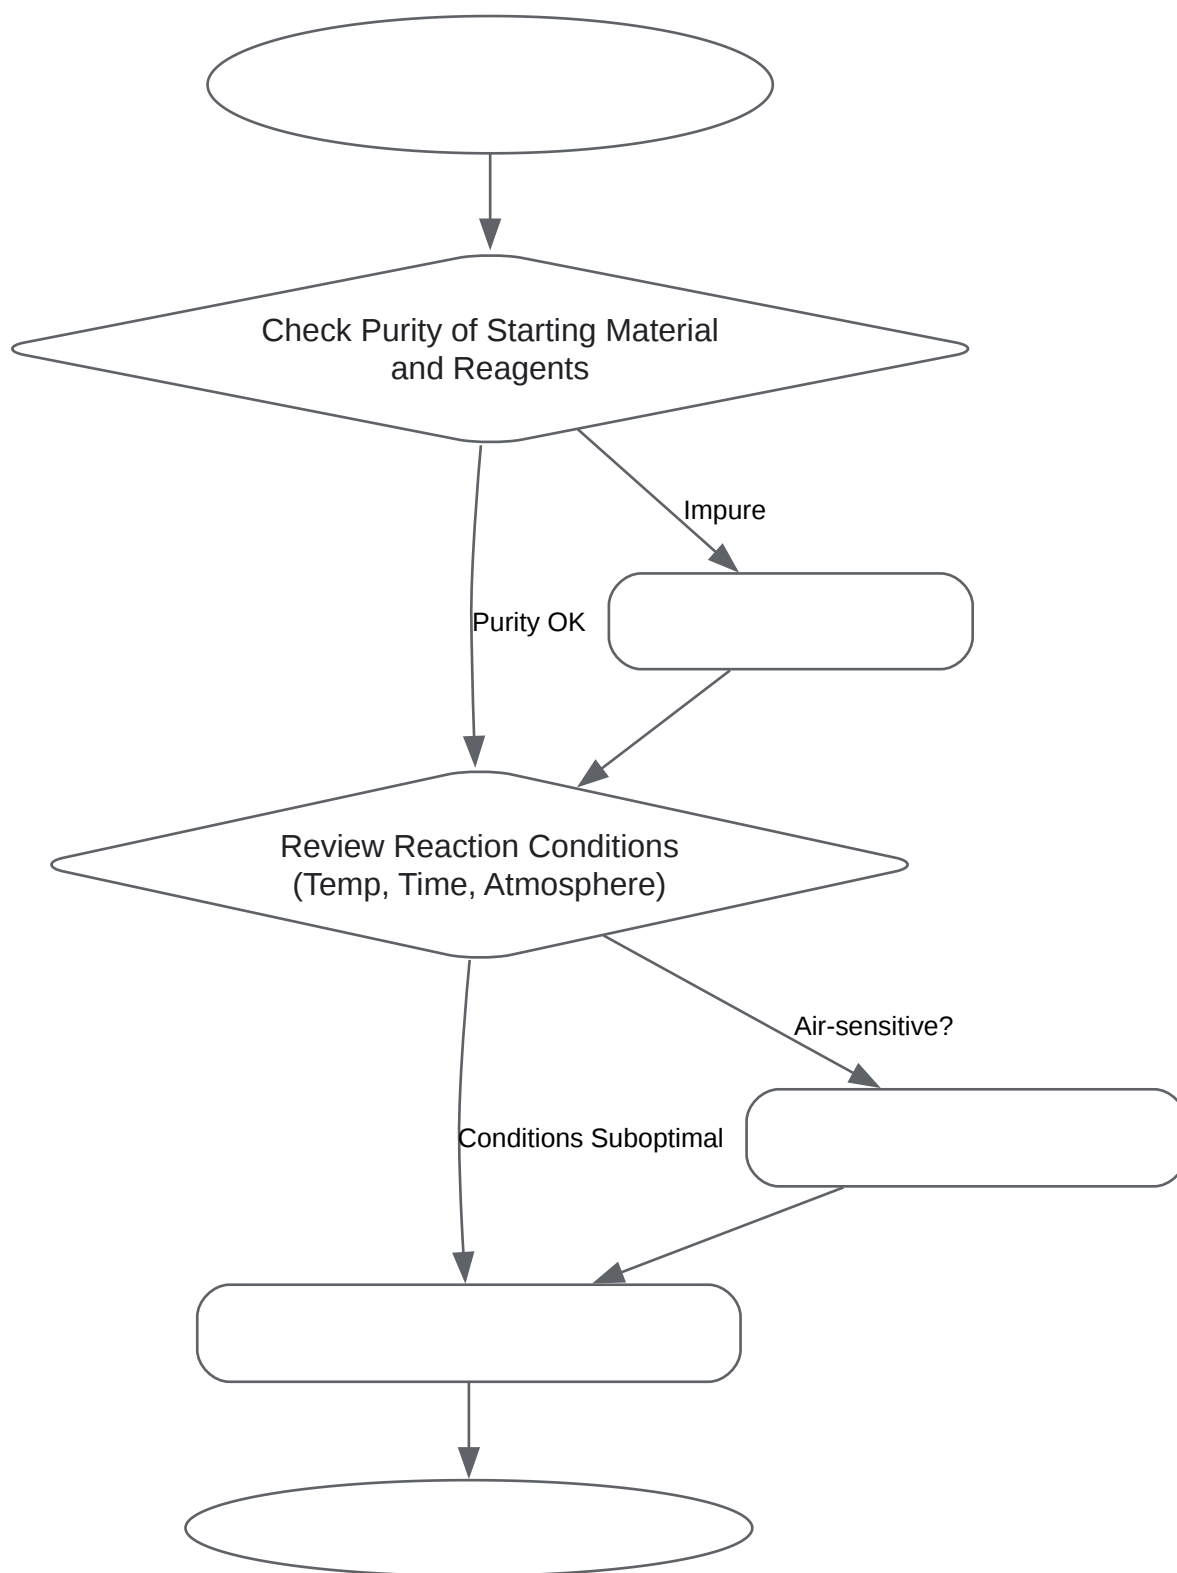 Check Purity of Starting Material
and Reagents
Impure
Purity OK
Review Reaction Conditions
(Temp, Time, Atmosphere)
Air-sensitive?
Conditions Suboptimal